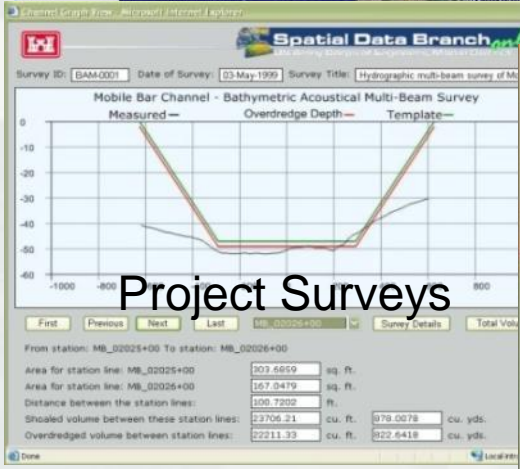 Channel Graph View - Microsoft Internet Explorer
Spatial Data Branch
Survey ID: BAM-0001 Date of Survey: 03-May-1999 Survey Title: Hydrographic multi-beam survey of Mo
Mobile Bar Channel - Bathymetric Acoustical Multi-Beam Survey
Measured Overdredge Depth Template
0
-10
-20
-30
-40
-50
-60
-1000 -800 200 600 800
Project Surveys
First Previous Next Last MB_02026+00 Survey Details Total Volu
From station: MB_02025+00 To station: MB_02026+00
Area for station line: MB_02025+00 303.6859 sq. ft.
Area for station line: MB_02026+00 167.0479 sq. ft.
Distance between the station lines: 100.7202 ft.
Shoaled volume between these station lines: 23706.21 cu. ft. 878.0078 cu. yds.
Overdredged volume between station lines: 22211.33 cu. ft. 822.6418 cu. yds.
Done Local intr